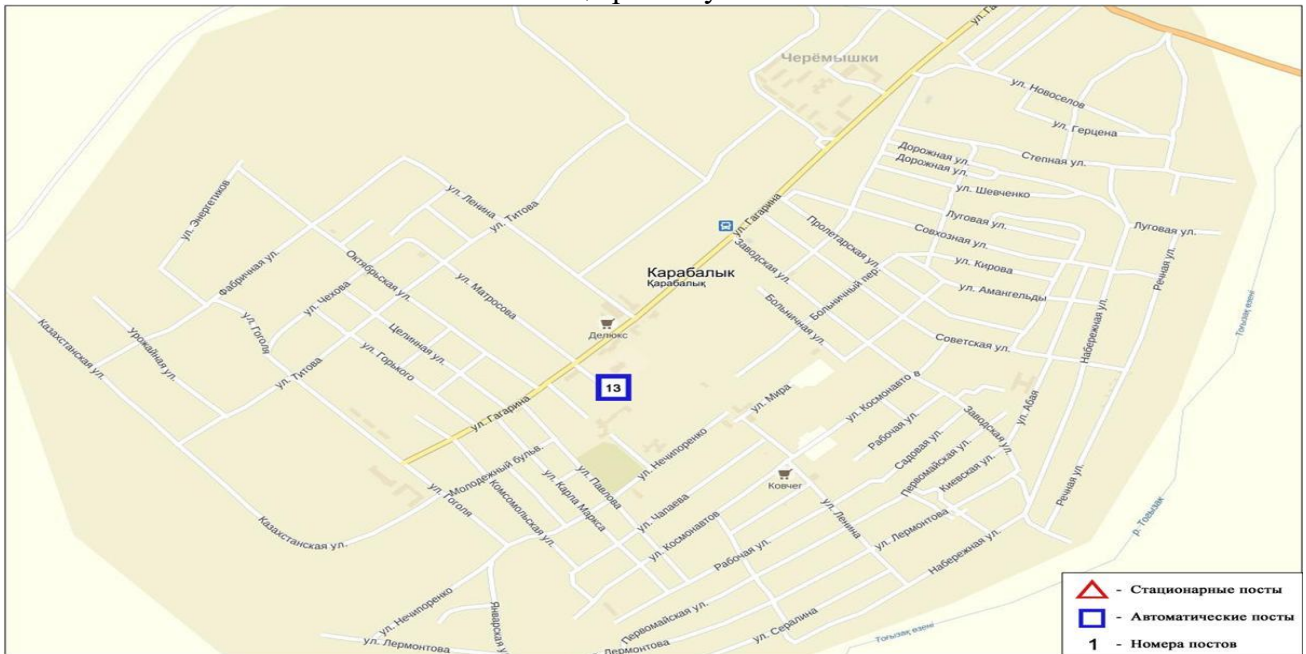 ул. Гагарина
Черёмышки
ул. Новоселов
ул. Герцена
Дорожная ул.
Дорожная ул.
Степная ул.
ул. Шевченко
ул. Энергетиков
ул. Ленина
ул. Титова
ул. Гагарина
Пролетарская ул.
Луговая ул.
Совхозная ул.
Луговая ул.
Речная ул.
Фабричная ул.
Октябрьская ул.
Заводская ул.
Больничный пер.
ул. Кирова
Карабалык
Қарабалық
ул. Чехова
ул. Матросова
Больничная ул.
ул. Амангельды
Тоғызақ өзені
Казахстанская ул.
Урожайная ул.
ул. Гоголя
Целинная ул.
Делюкс
Советская ул.
Набережная ул.
ул. Титова
ул. Горького
13
ул. Мира
ул. Космонавтов
ул. Гагарина
Рабочая ул.
Заводская ул.
ул. Абая
Молодежный бульв.
ул. Нечипоренко
Садовая ул.
Первомайская ул.
Киевская ул.
ул. Гоголя
Комсомольская ул.
ул. Карла Маркса
ул. Павлова
Ковчег
Речная ул.
р. Тогызак
Казахстанская ул.
ул. Чапаева
ул. Космонавтов
ул. Ленина
ул. Лермонтова
Рабочая ул.
Набережная ул.
ул. Нечипоренко
Январская ул.
Первомайская ул.
ул. Сералина
Тоғызақ өзені
ул. Лермонтова
Лермонтова
- Стационарные посты
- Автоматические посты
1 - Номера постов